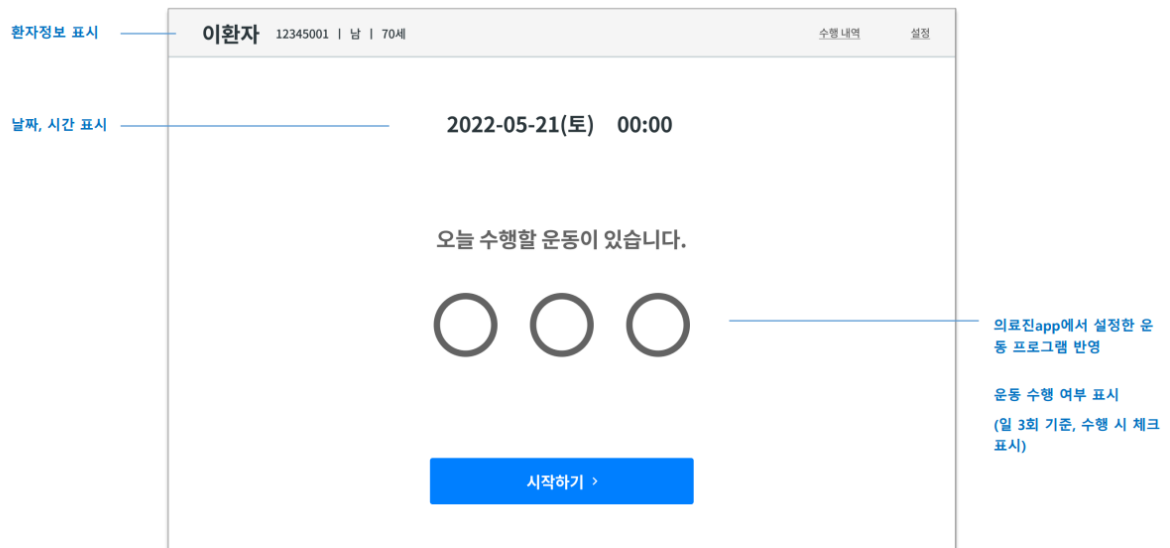 환자정보 표시
이환자 12345001 | 남 | 70세
수행 내역
설정
날짜, 시간 표시
2022-05-21(토) 00:00
오늘 수행할 운동이 있습니다.
의료진app에서 설정한 운
동 프로그램 반영
운동 수행 여부 표시
(일 3회 기준, 수행 시 체크
표시)
시작하기 >